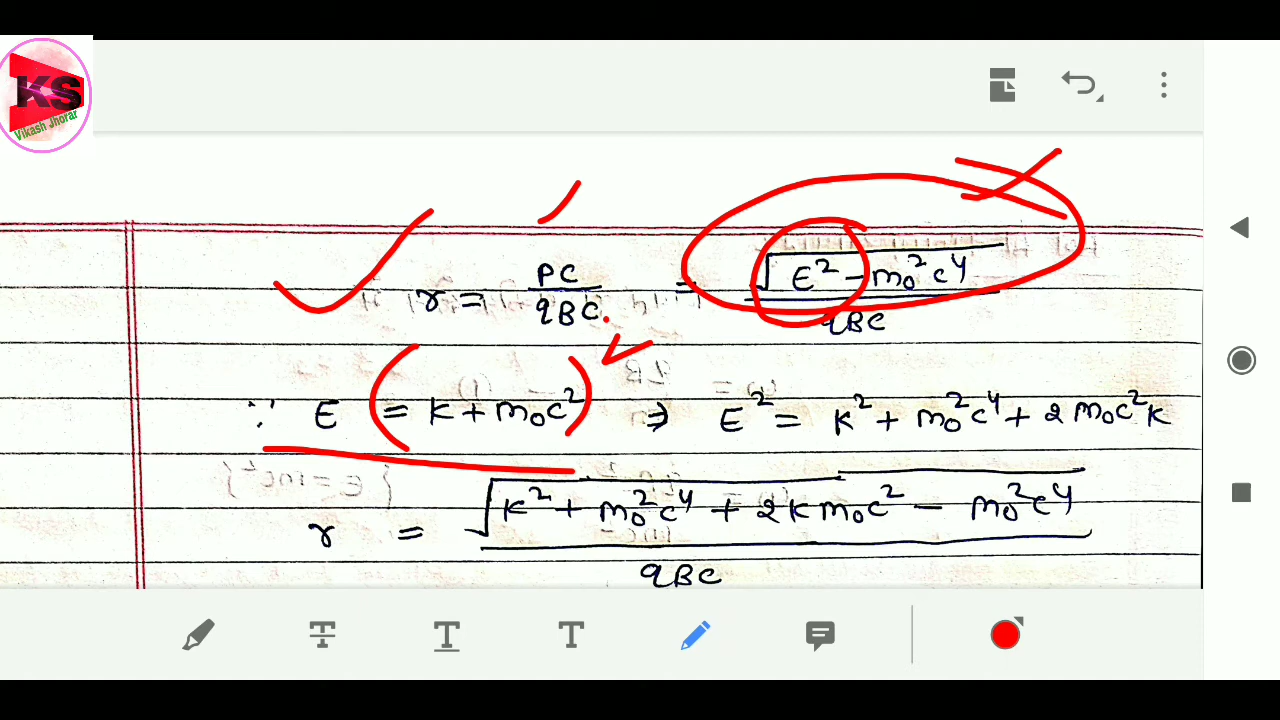 KS
Vikash Jhorar
r = PC/qBC = √(E² - m₀²c⁴)/qBC
∵ E = K + m₀c² ⇒ E² = K² + m₀²c⁴ + 2m₀c²K
r = √(K² + m₀²c⁴ + 2Km₀c² - m₀²c⁴)/qBC
T T T